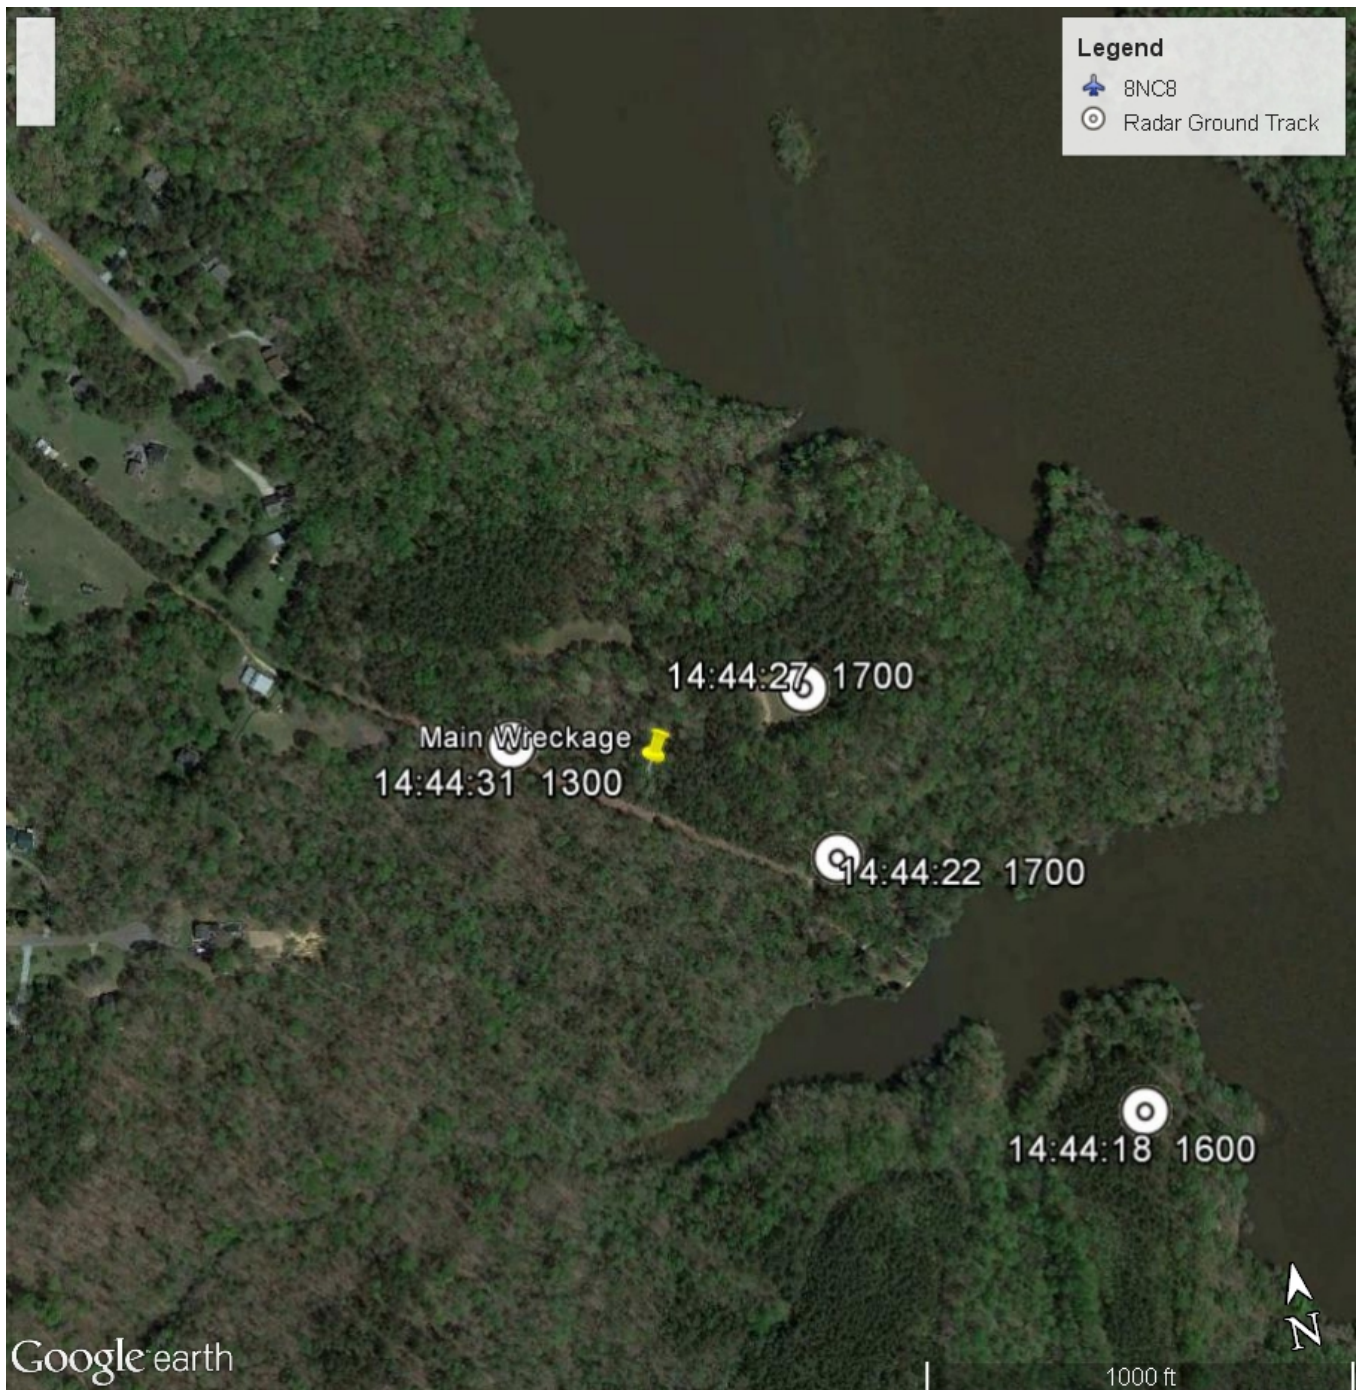 Legend
8NC8
Radar Ground Track
14:44:27 1700
Main Wreckage
14:44:31 1300
14:44:22 1700
14:44:18 1600
N
Google earth
1000 ft